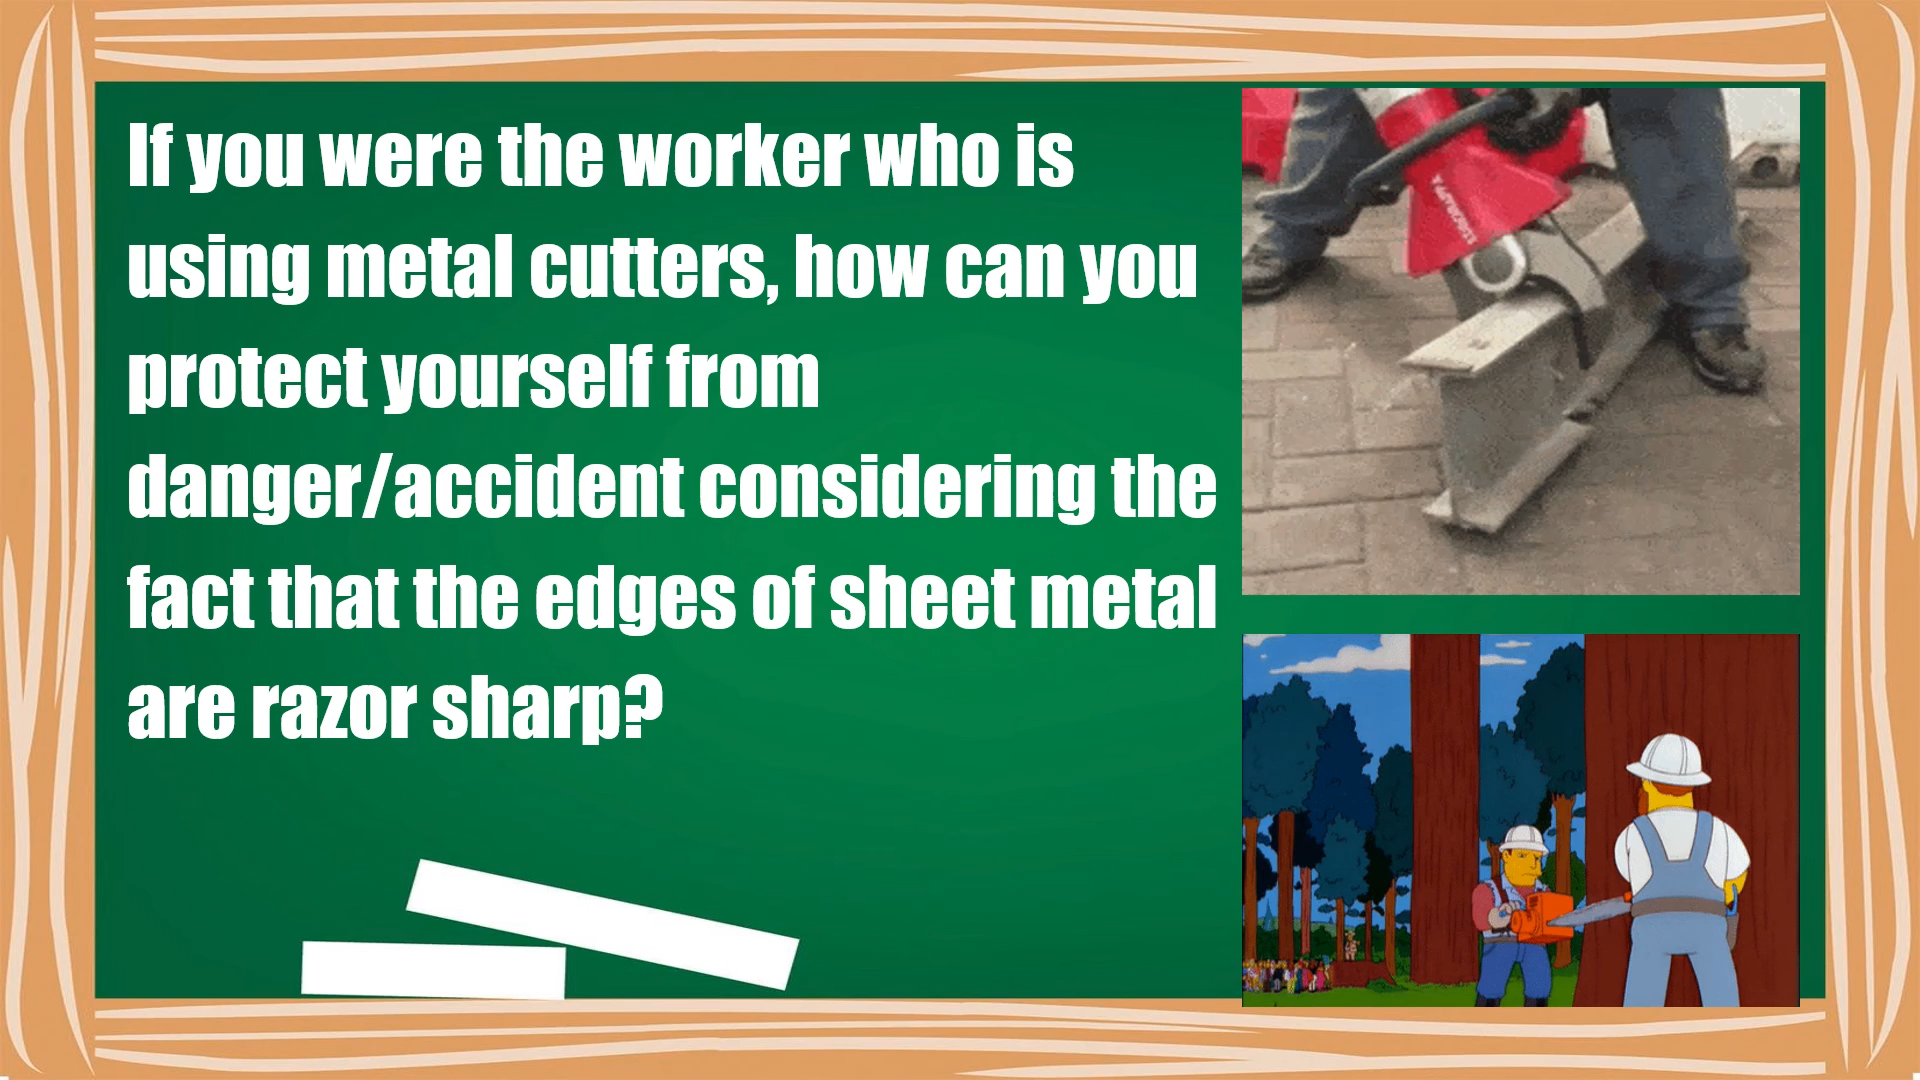 If you were the worker who is
using metal cutters, how can you
protect yourself from
danger/accident considering the
fact that the edges of sheet metal
are razor sharp?